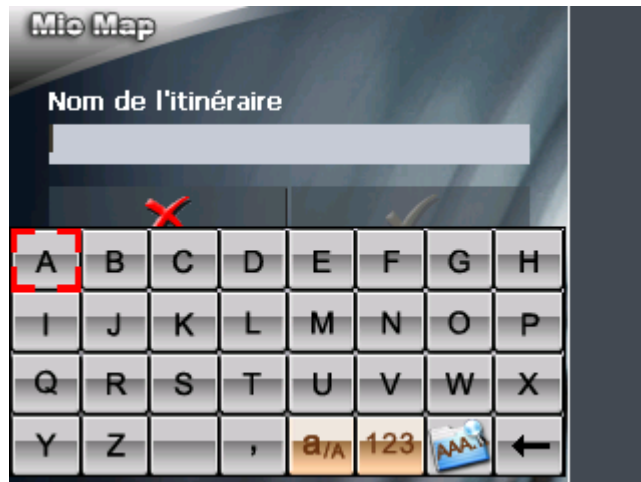 Mio Map
Nom de l'itinéraire
A B C D E F G H
I J K L M N O P
Q R S T U V W X
Y Z , a/A 123 AAA..